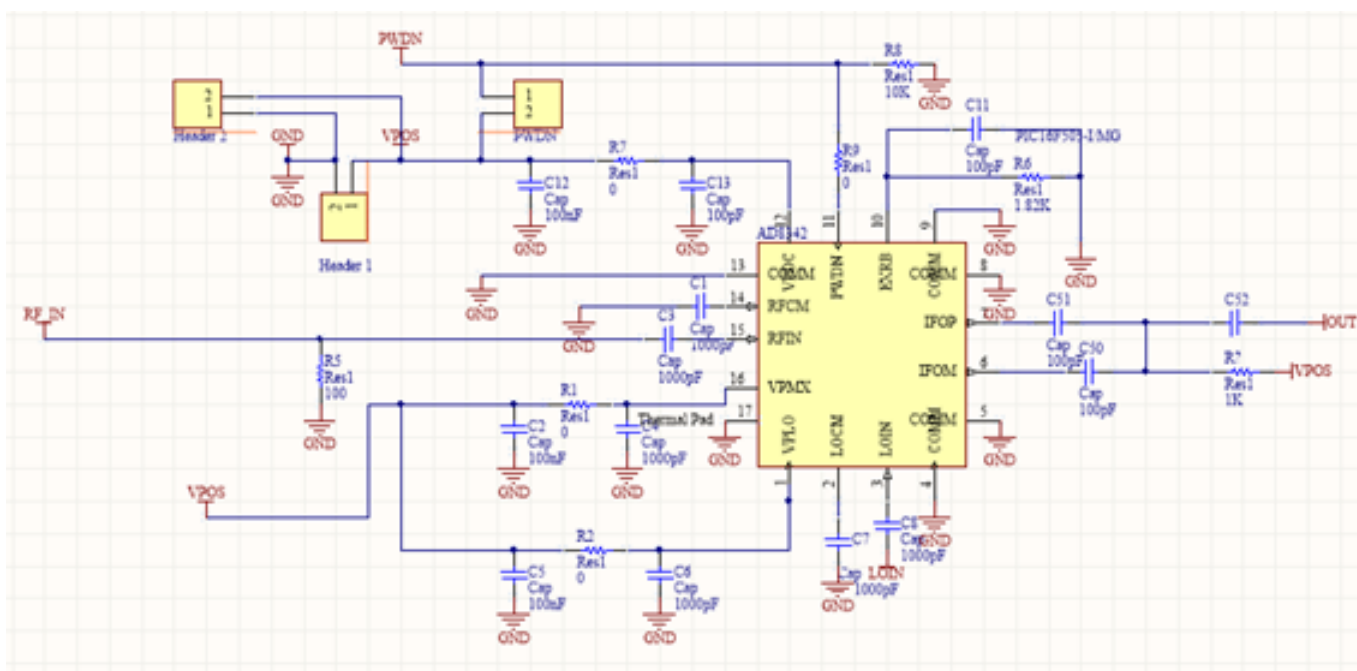 PWDN
R8
Res1
10K
GND
C11
Cap
100pF
PIC16F505-I/MG
Header 2
GND
VPOS
PWDN
R7
Res1
0
R9
Res1
0
R6
Res1
1.82K
GND
C12
Cap
100nF
GND
C13
Cap
100pF
GND
Header 1
12
11
10
9
GND
GND
AD8342
VPDC
PWDN
EXRB
COMM
13
COMM
GND
COMM
8
GND
C1
Cap
1000pF
14
RFCM
GND
RF_IN
C3
Cap
1000pF
15
RFIN
IFOP
7
C51
Cap
100pF
C52
OUT
R5
Res1
100
GND
16
VPMX
IFOM
6
C50
Cap
100pF
R7
Res1
1K
VPOS
R1
Res1
0
C2
Cap
100nF
GND
C4
Cap
1000pF
GND
Thermal Pad
17
GND
COMM
5
GND
VPLO
LOCM
LOIN
COMM
1
2
3
4
GND
VPOS
R2
Res1
0
C5
Cap
100nF
GND
C6
Cap
1000pF
GND
C7
Cap
1000pF
GND
C8
Cap
1000pF
LOIN